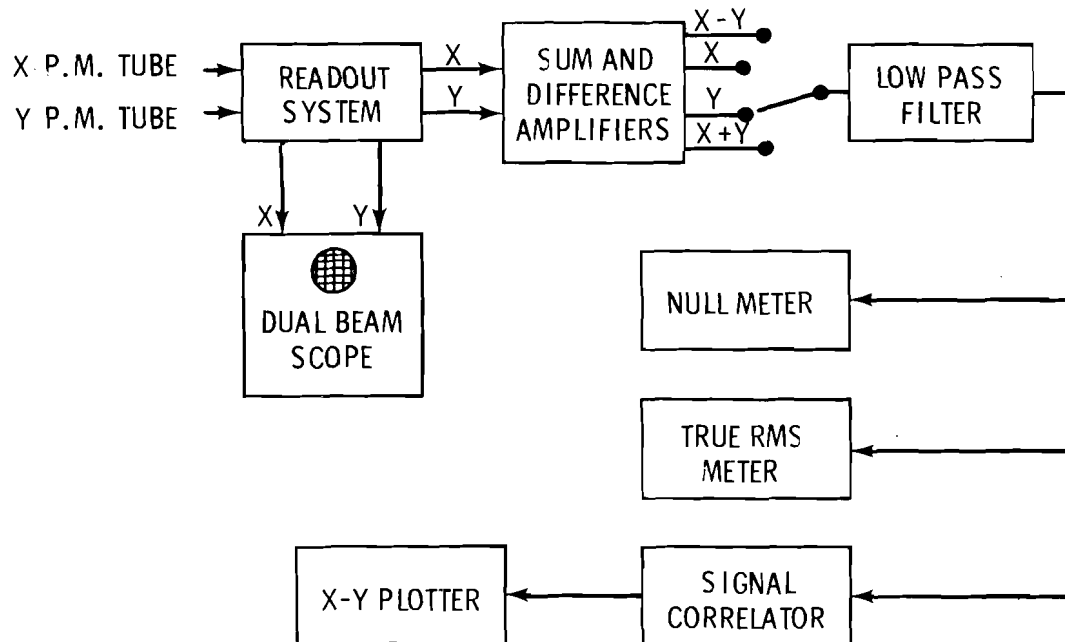 X P.M. TUBE
Y P.M. TUBE
READOUT
SYSTEM
X
Y
SUM AND
DIFFERENCE
AMPLIFIERS
X-Y
X
Y
X+Y
LOW PASS
FILTER
X
Y
DUAL BEAM
SCOPE
NULL METER
TRUE RMS
METER
X-Y PLOTTER
SIGNAL
CORRELATOR